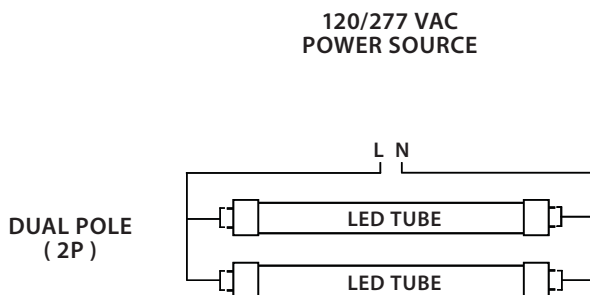 120/277 VAC
POWER SOURCE
L N
DUAL POLE
( 2P )
LED TUBE
LED TUBE